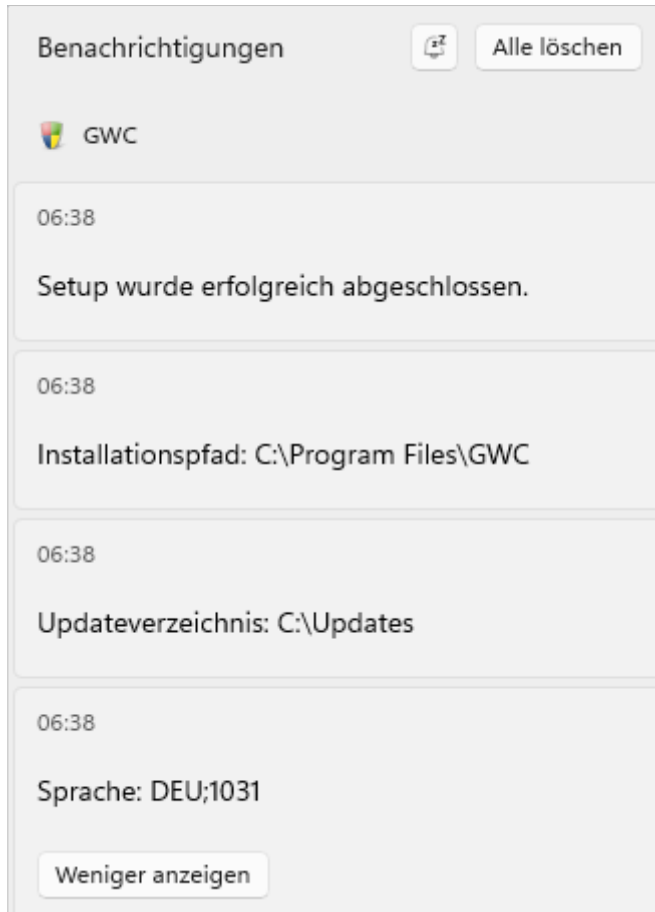 Benachrichtigungen
Alle löschen
GWC
06:38
Setup wurde erfolgreich abgeschlossen.
06:38
Installationspfad: C:\Program Files\GWC
06:38
Updateverzeichnis: C:\Updates
06:38
Sprache: DEU;1031
Weniger anzeigen